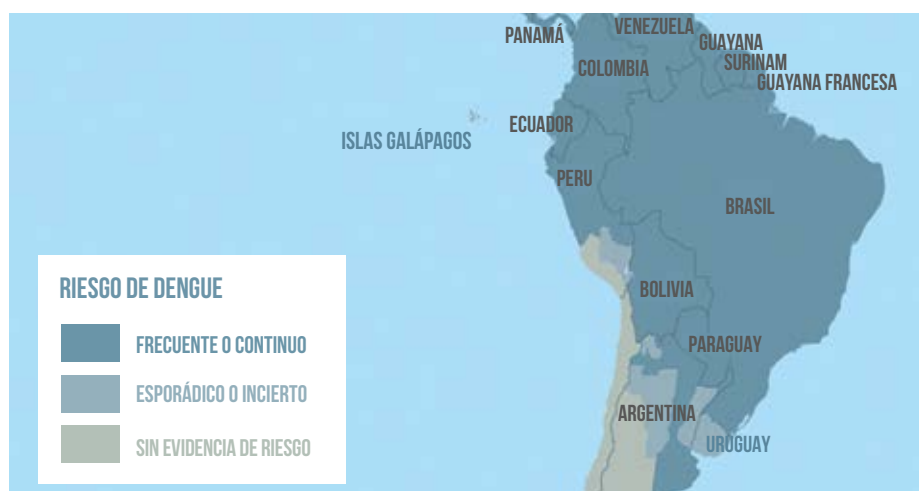 PANAMÁ
VENEZUELA
GUAYANA
SURINAM
GUAYANA FRANCESA
COLOMBIA
ECUADOR
ISLAS GALÁPAGOS
PERU
BRASIL
BOLIVIA
PARAGUAY
ARGENTINA
URUGUAY
RIESGO DE DENGUE
FRECUENTE O CONTINUO
ESPORÁDICO O INCIERTO
SIN EVIDENCIA DE RIESGO